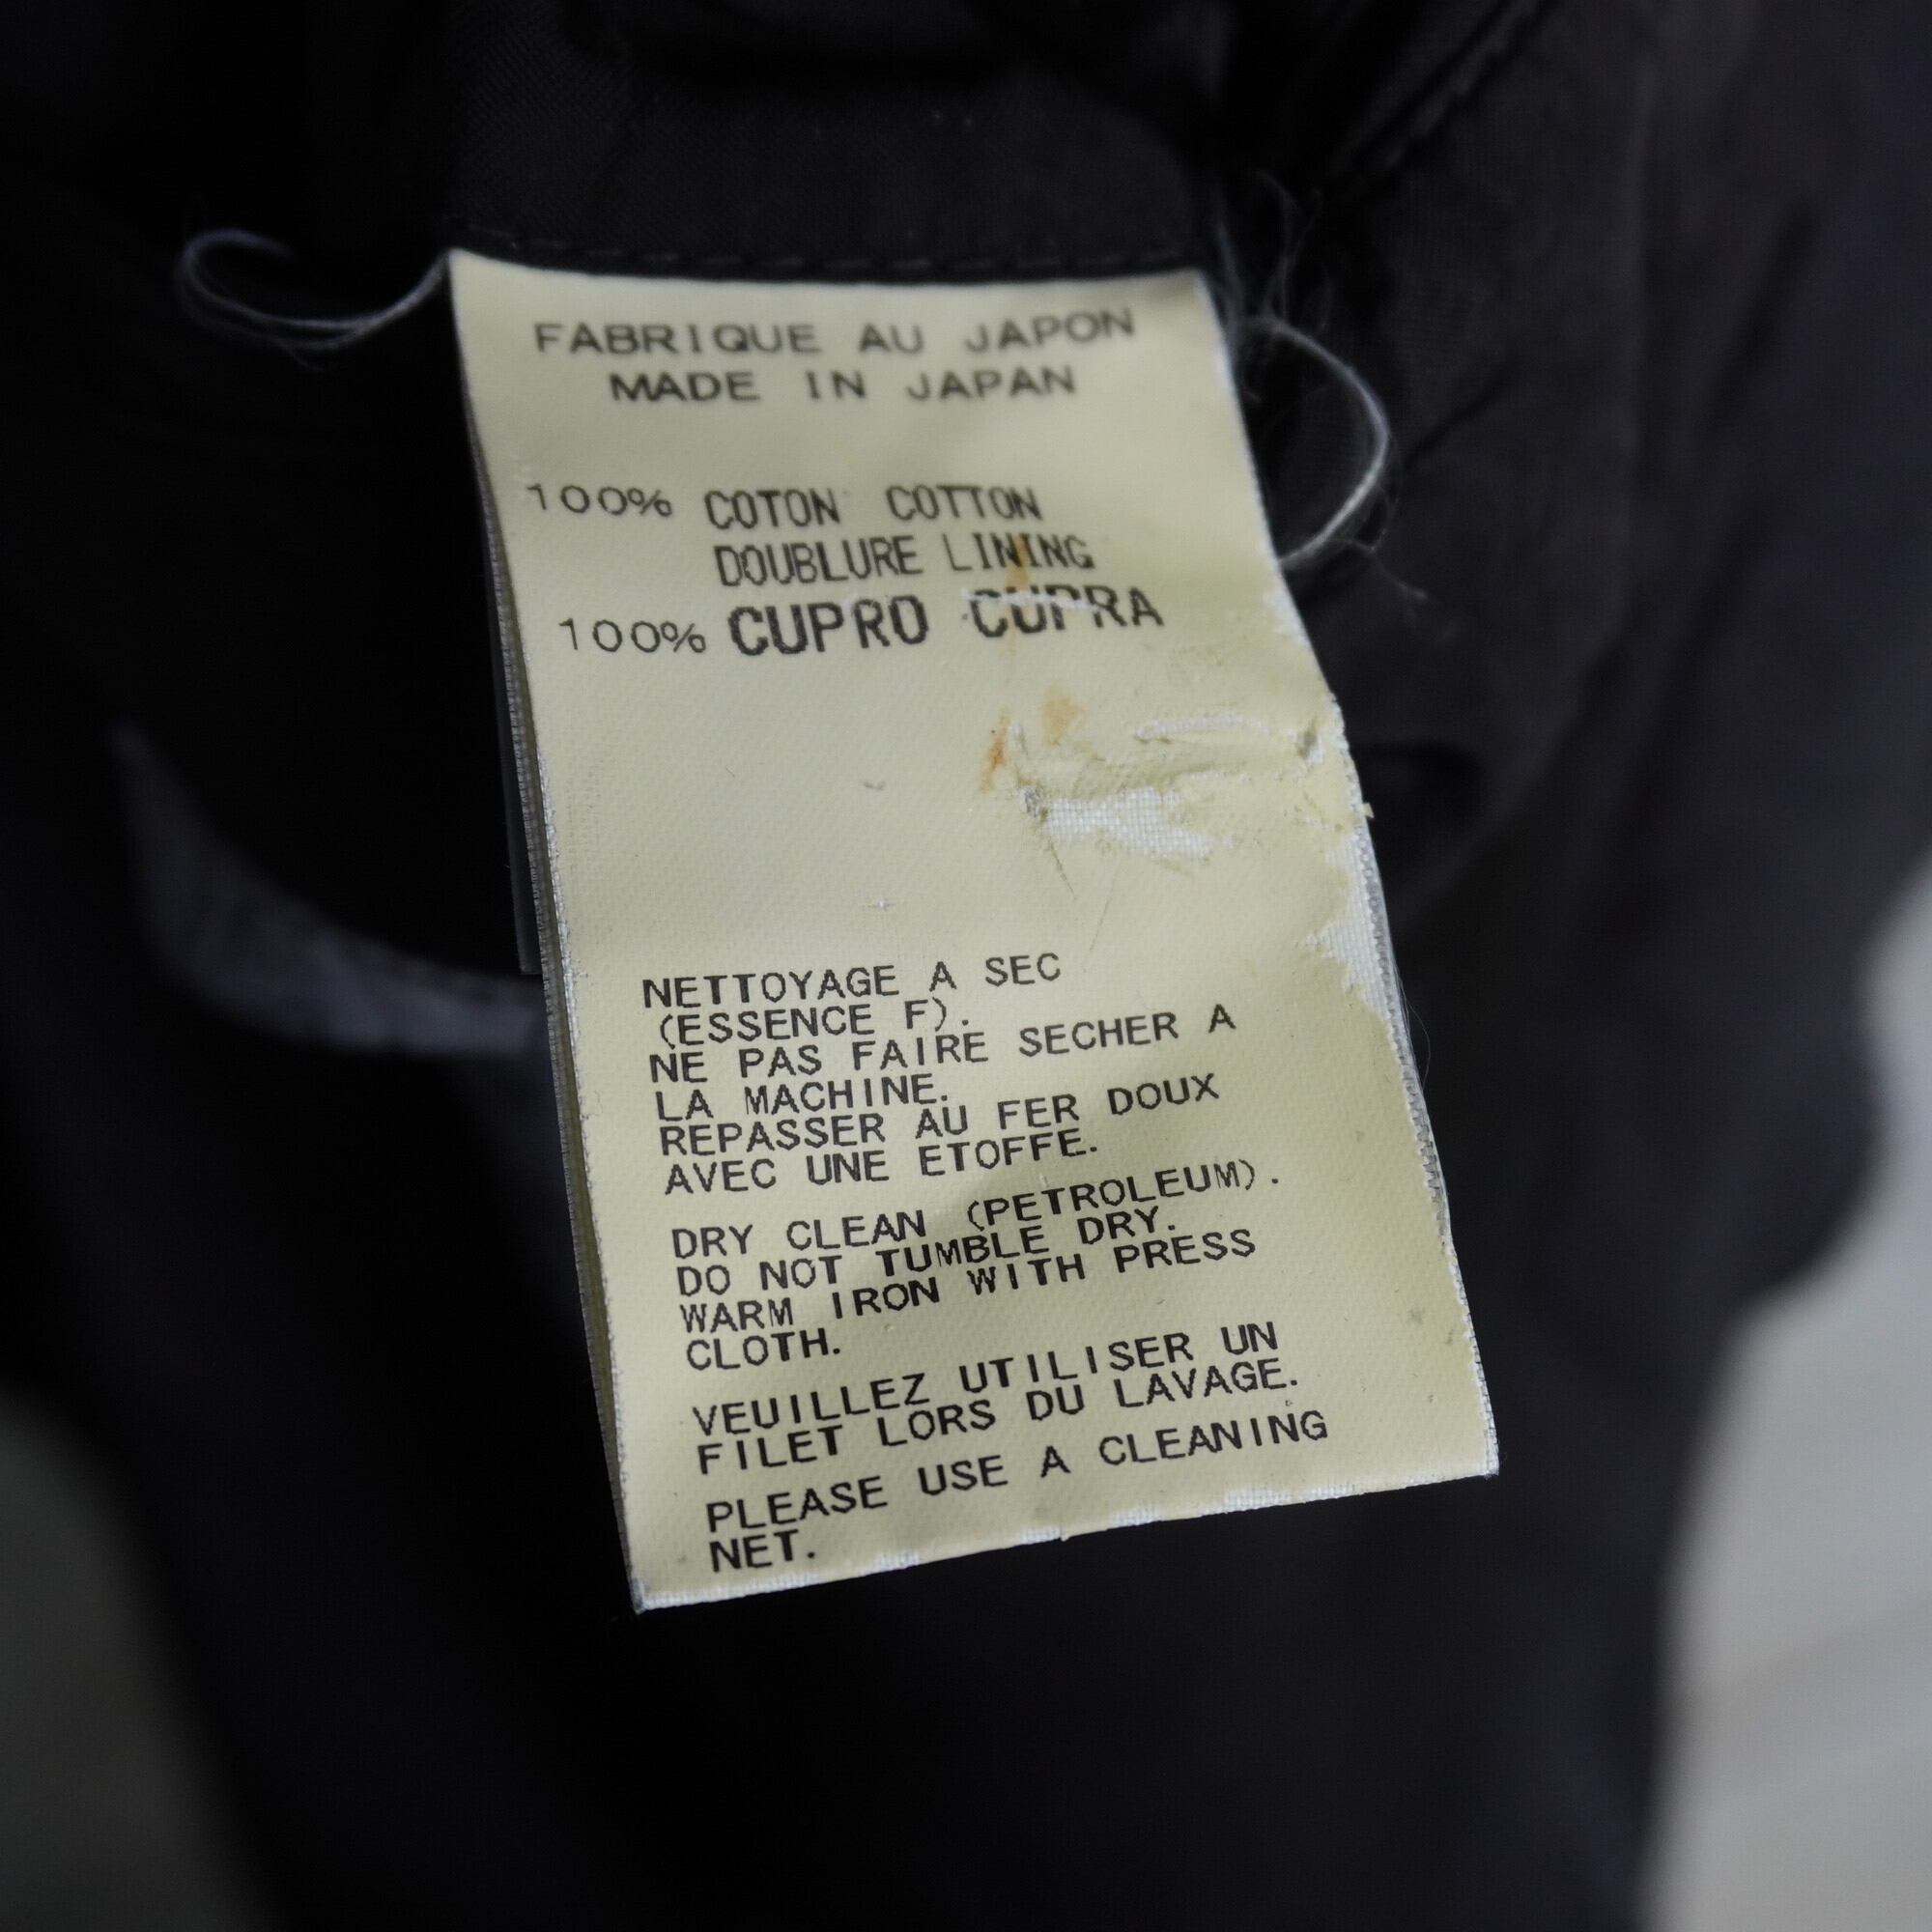 FABRIQUE AU JAPON
MADE IN JAPAN
100% COTON COTTON
DOUBLURE LINING
100% CUPRO CUPRA
NETTOYAGE A SEC
(ESSENCE F).
NE PAS FAIRE SECHER A
LA MACHINE.
REPASSER AU FER DOUX
AVEC UNE ETOFFE.
DRY CLEAN (PETROLEUM).
DO NOT TUMBLE DRY.
WARM IRON WITH PRESS
CLOTH.
VEUILLEZ UTILISER UN
FILET LORS DU LAVAGE.
PLEASE USE A CLEANING
NET.